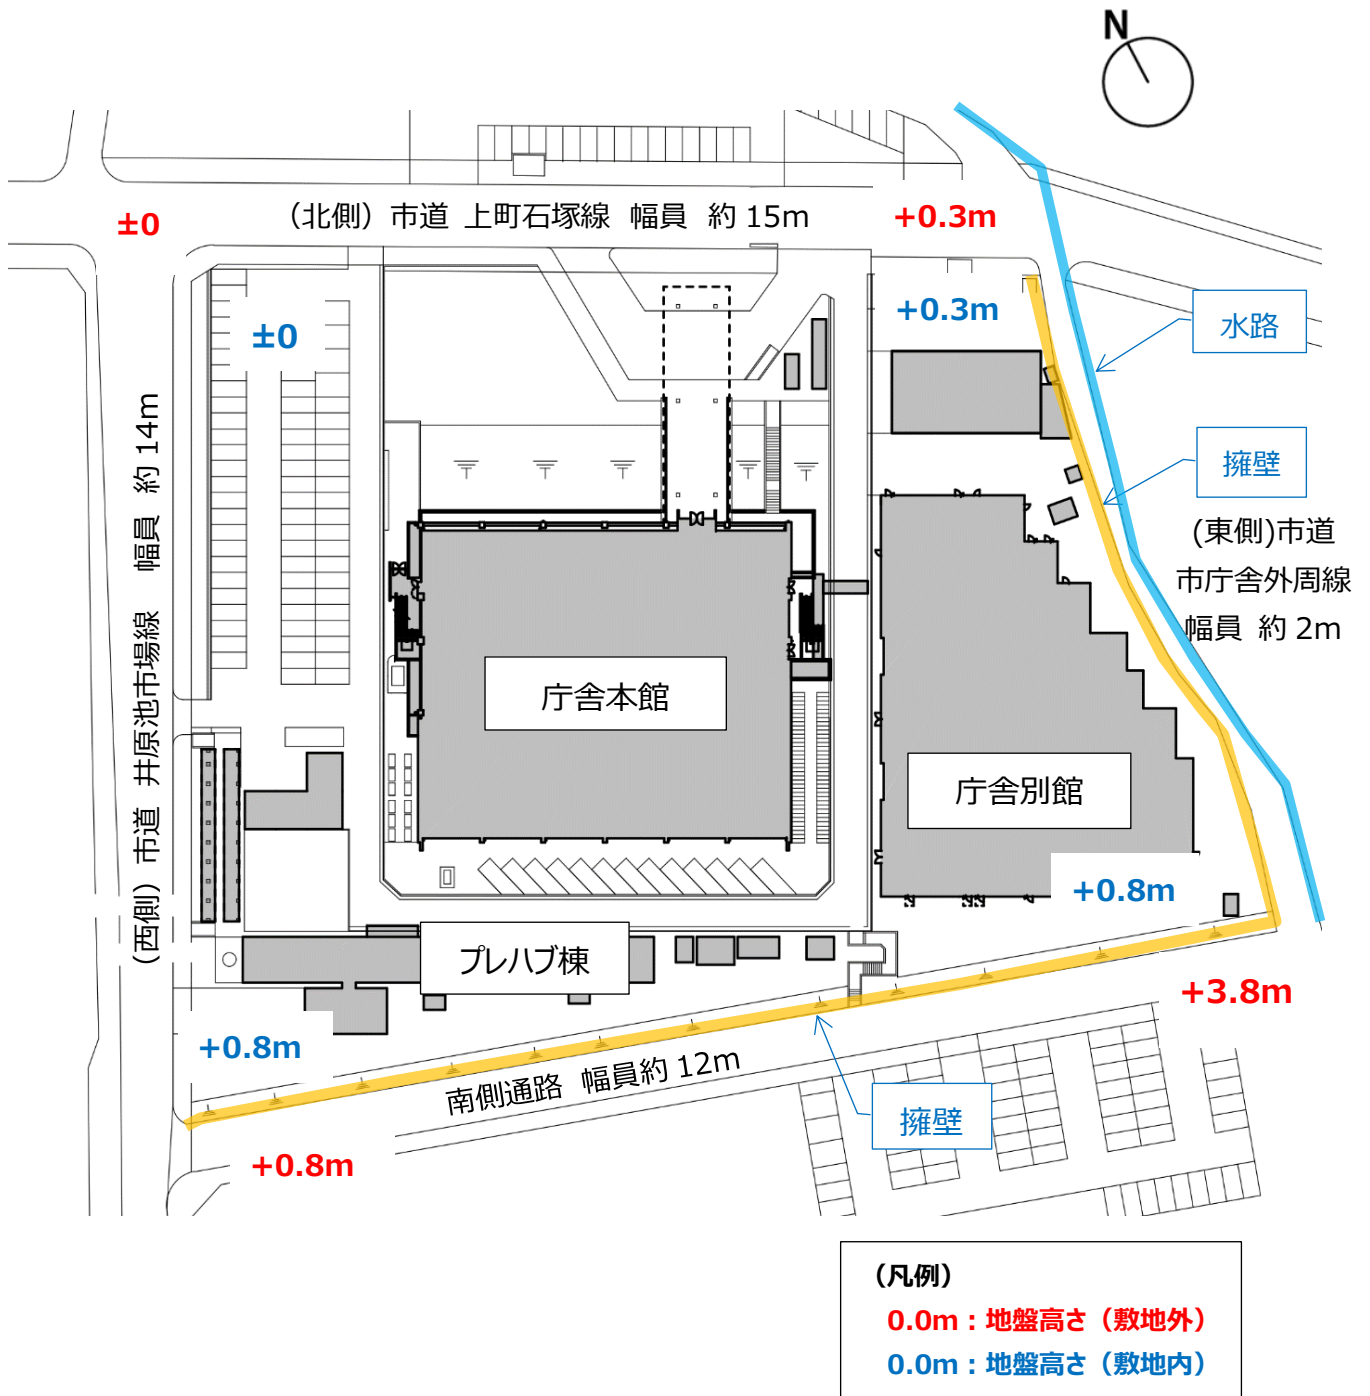 N
±0
(北側) 市道 上町石塚線 幅員 約 15m
+0.3m
±0
+0.3m
水路
擁壁
(東側)市道
市庁舎外周線
幅員 約 2m
(西側) 市道 井原池市場線 幅員 約 14m
庁舎本館
庁舎別館
+0.8m
プレハブ棟
+3.8m
+0.8m
南側通路 幅員約 12m
擁壁
+0.8m
(凡例)
0.0m：地盤高さ（敷地外）
0.0m：地盤高さ（敷地内）